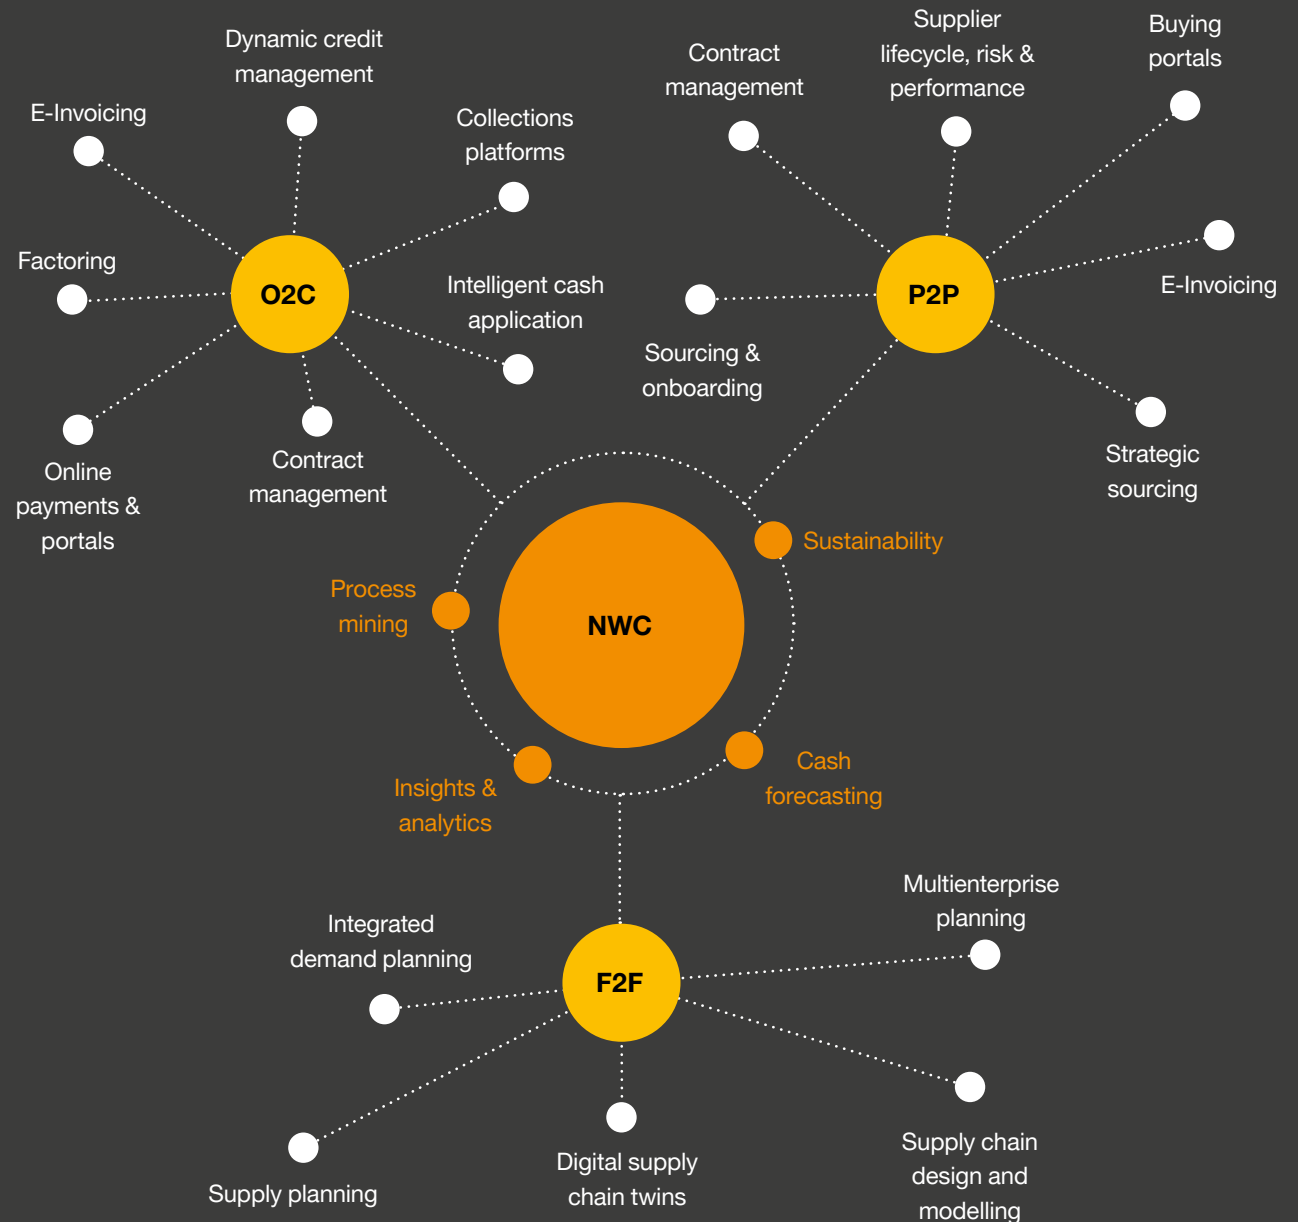 Dynamic credit
management
E-Invoicing
Collections
platforms
Factoring
O2C
Intelligent cash
application
Online
payments &
portals
Contract
management
Contract
management
Supplier
lifecycle, risk &
performance
Buying
portals
P2P
E-Invoicing
Sourcing &
onboarding
Strategic
sourcing
NWC
Sustainability
Process
mining
Insights &
analytics
Cash
forecasting
Integrated
demand planning
Multienterprise
planning
F2F
Supply planning
Digital supply
chain twins
Supply chain
design and
modelling